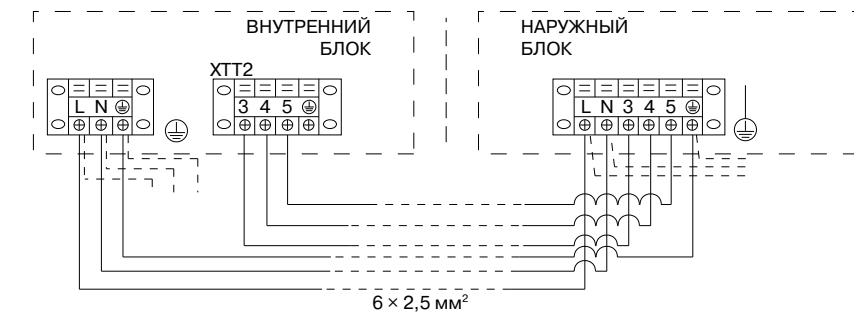 ВНУТРЕННИЙ
БЛОК
НАРУЖНЫЙ
БЛОК
XTT2
L N
3 4 5
L N 3 4 5
6 × 2,5 мм²